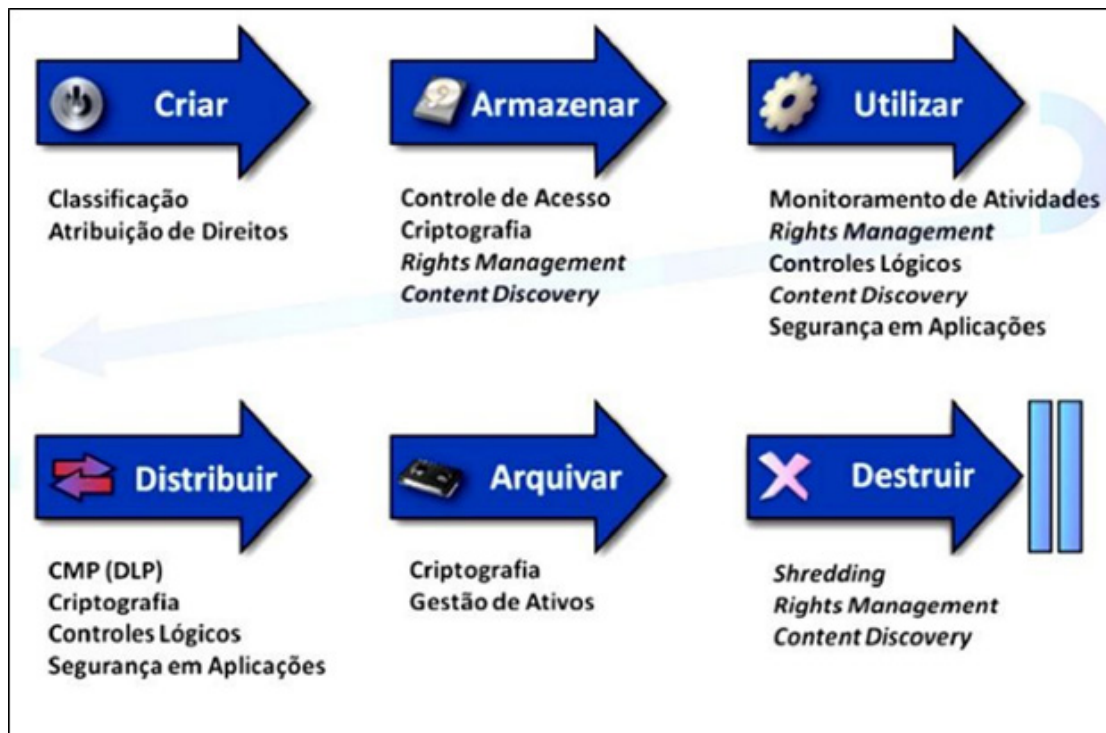 Criar
Classificação
Atribuição de Direitos
Armazenar
Controle de Acesso
Criptografia
Rights Management
Content Discovery
Utilizar
Monitoramento de Atividades
Rights Management
Controles Lógicos
Content Discovery
Segurança em Aplicações
Distribuir
CMP (DLP)
Criptografia
Controles Lógicos
Segurança em Aplicações
Arquivar
Criptografia
Gestão de Ativos
Destruir
Shredding
Rights Management
Content Discovery